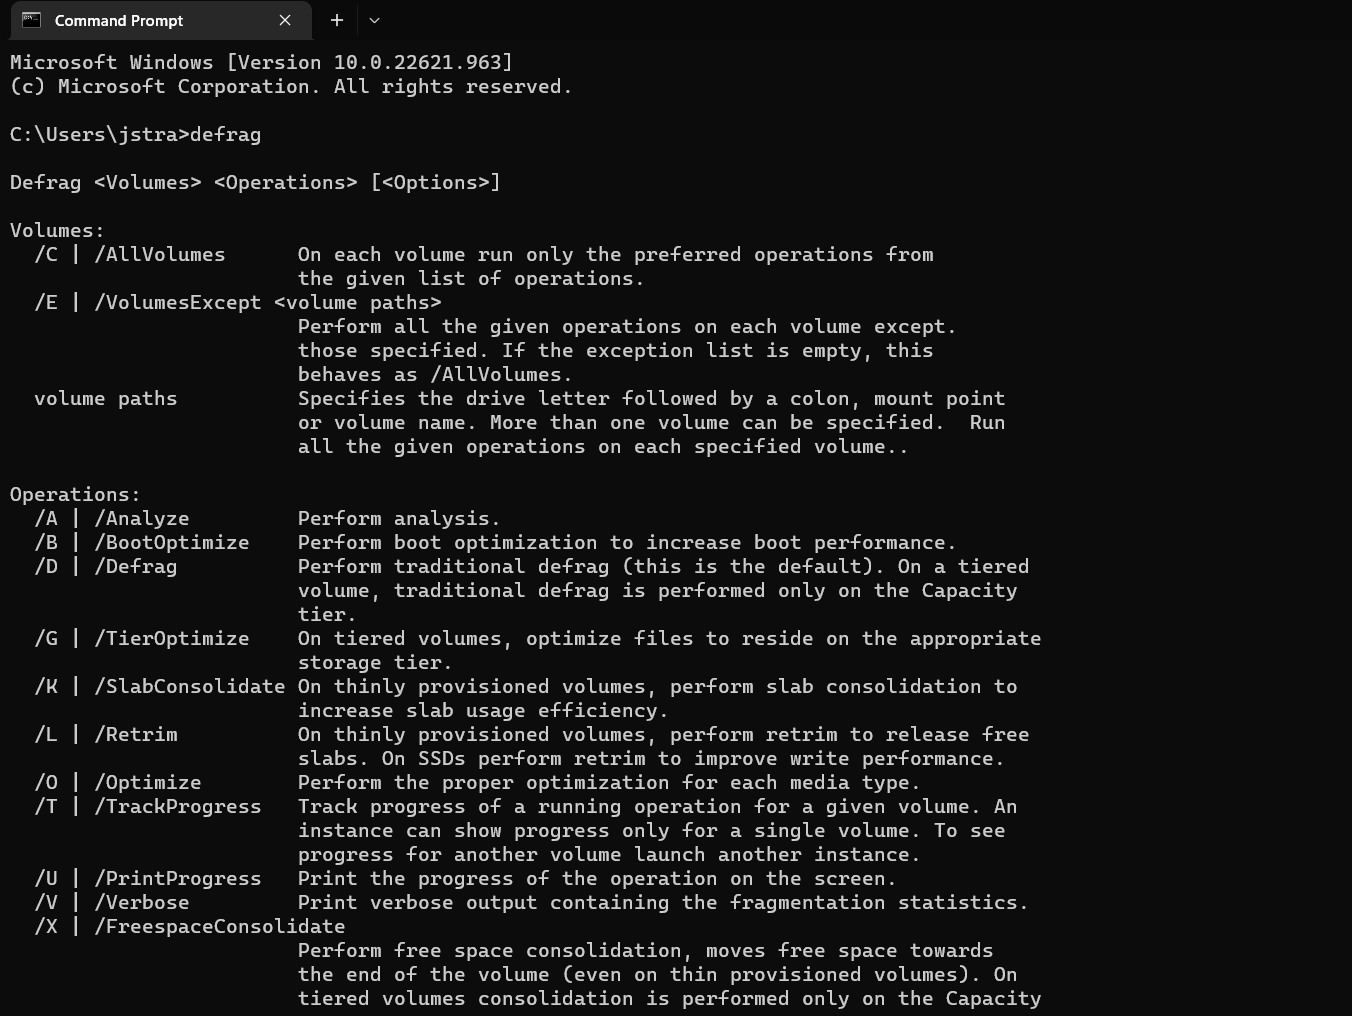 Command Prompt
Microsoft Windows [Version 10.0.22621.963]
(c) Microsoft Corporation. All rights reserved.
C:\Users\jstra>defrag
Defrag <Volumes> <Operations> [<Options>]
Volumes:
/C | /AllVolumes On each volume run only the preferred operations from
the given list of operations.
/E | /VolumesExcept <volume paths>
Perform all the given operations on each volume except.
those specified. If the exception list is empty, this
behaves as /AllVolumes.
volume paths Specifies the drive letter followed by a colon, mount point
or volume name. More than one volume can be specified.  Run
all the given operations on each specified volume..
Operations:
/A | /Analyze Perform analysis.
/B | /BootOptimize Perform boot optimization to increase boot performance.
/D | /Defrag Perform traditional defrag (this is the default). On a tiered
volume, traditional defrag is performed only on the Capacity
tier.
/G | /TierOptimize On tiered volumes, optimize files to reside on the appropriate
storage tier.
/K | /SlabConsolidate On thinly provisioned volumes, perform slab consolidation to
increase slab usage efficiency.
/L | /Retrim On thinly provisioned volumes, perform retrim to release free
slabs. On SSDs perform retrim to improve write performance.
/O | /Optimize Perform the proper optimization for each media type.
/T | /TrackProgress Track progress of a running operation for a given volume. An
instance can show progress only for a single volume. To see
progress for another volume launch another instance.
/U | /PrintProgress Print the progress of the operation on the screen.
/V | /Verbose Print verbose output containing the fragmentation statistics.
/X | /FreespaceConsolidate
Perform free space consolidation, moves free space towards
the end of the volume (even on thin provisioned volumes). On
tiered volumes consolidation is performed only on the Capacity